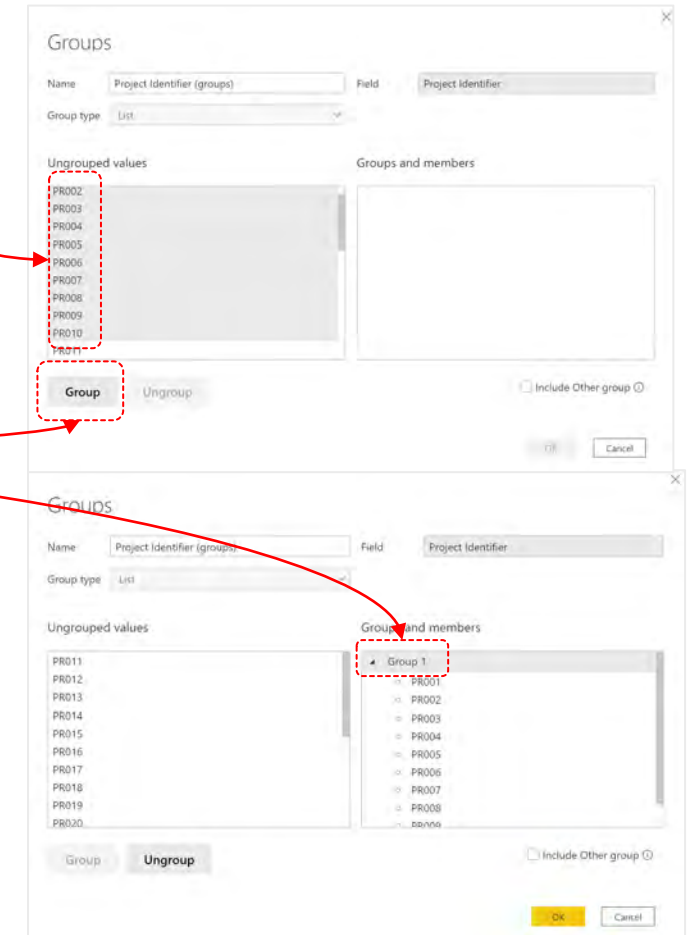 Groups
Name Project Identifier (groups) Field Project Identifier
Group type List
Ungrouped values Groups and members
PR002
PR003
PR004
PR005
PR006
PR007
PR008
PR009
PR010
PR011
Group Ungroup Include Other group
OK Cancel
Groups
Name Project Identifier (groups) Field Project Identifier
Group type List
Ungrouped values Groups and members
PR011 Group 1
PR012 PR001
PR013 PR002
PR014 PR003
PR015 PR004
PR016 PR005
PR017 PR006
PR018 PR007
PR019 PR008
PR020 PR009
Group Ungroup Include Other group
OK Cancel